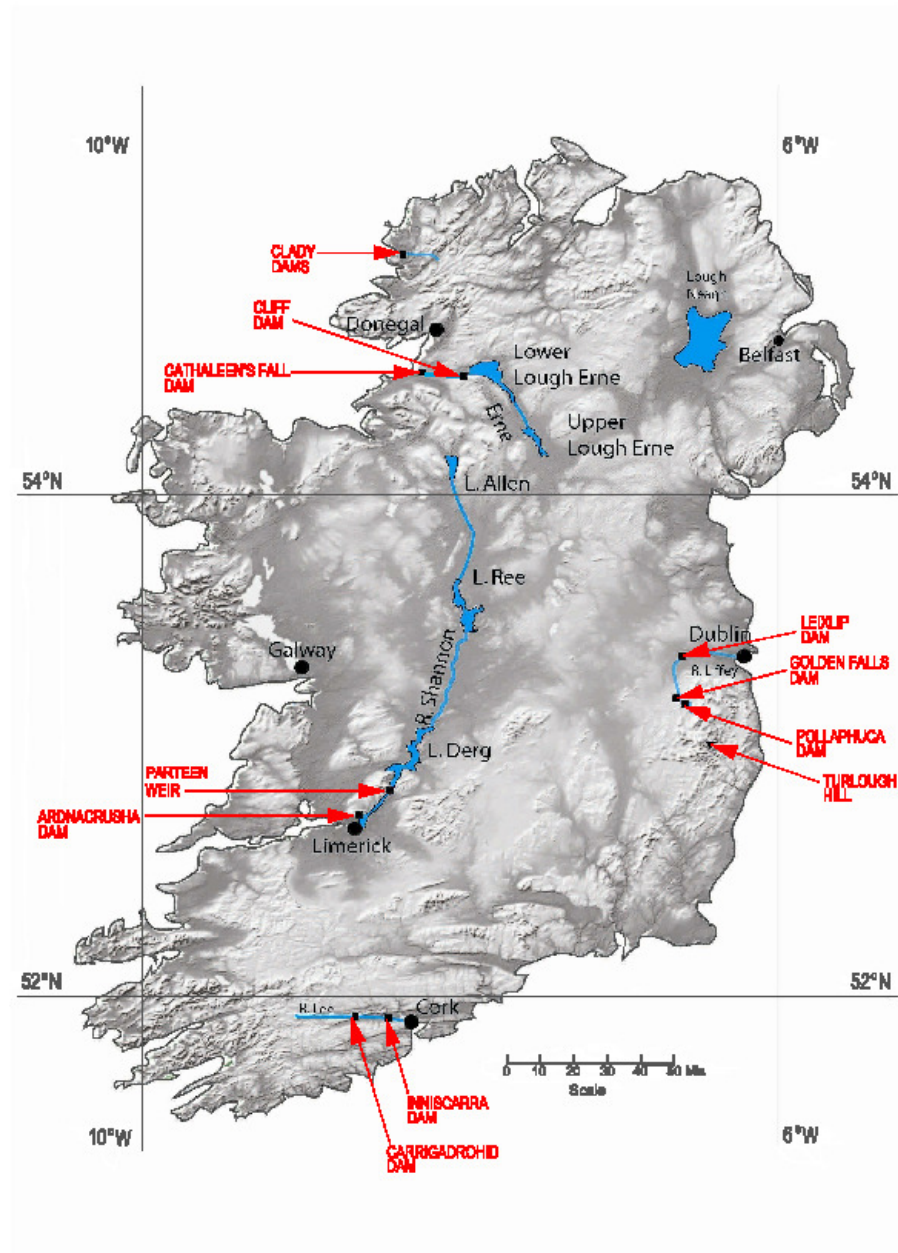 10°W
6°W
CLADY
DAMS
Lough
Neagh
CLIFF
DAM
Donegal
Belfast
Lower
Lough Erne
CATHALEEN'S FALL
DAM
Erne
Upper
Lough Erne
54°N
54°N
L. Allen
L. Ree
LEIXLIP
DAM
Dublin
Galway
R. Shannon
R. Liffey
GOLDEN FALLS
DAM
POLLAPHUCA
DAM
L. Derg
PARTEEN
WEIR
TURLOUGH
HILL
ARDNACRUSHA
DAM
Limerick
52°N
52°N
R. Lee
Cork
0 10 20 30 40 50 Mls.
Scale
INNISCARRA
DAM
10°W
6°W
CARRIGADROHID
DAM